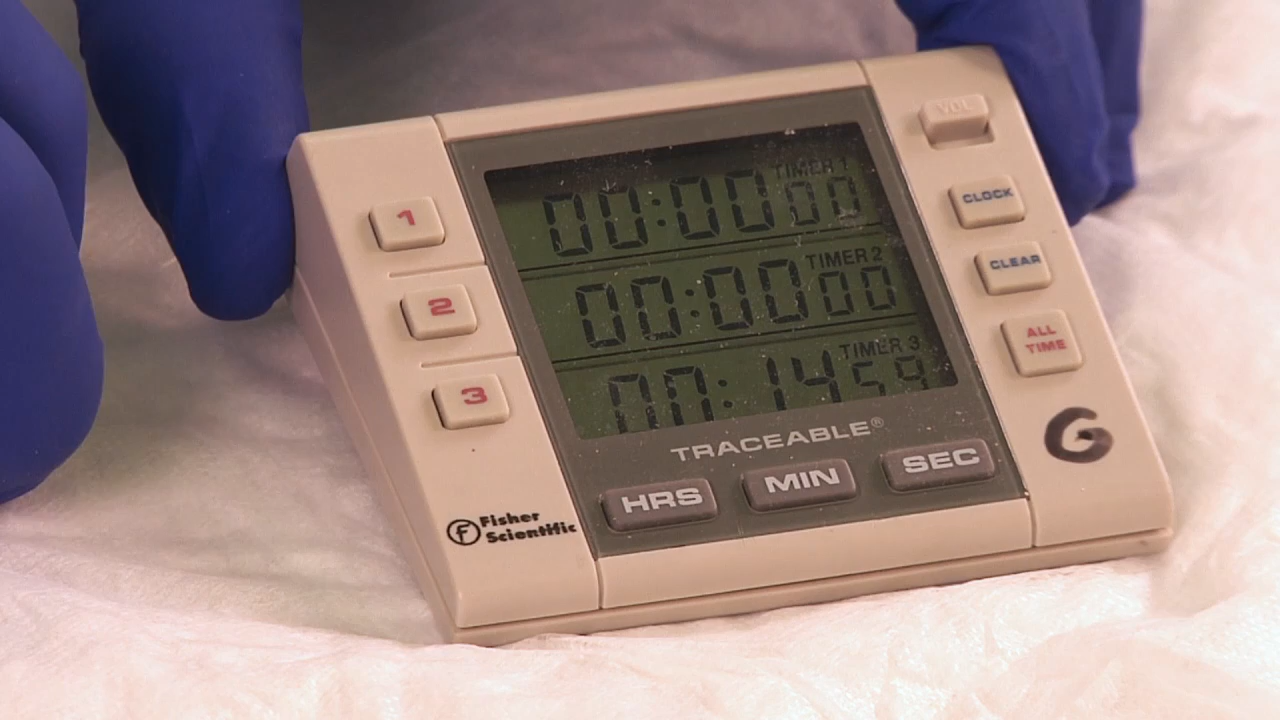 VOL
1
TIMER 1
00:00 00
CLOCK
2
TIMER 2
00:00 00
CLEAR
3
TIMER 3
00:14 59
ALL
TIME
TRACEABLE®
G
HRS MIN SEC
Fisher
Scientific